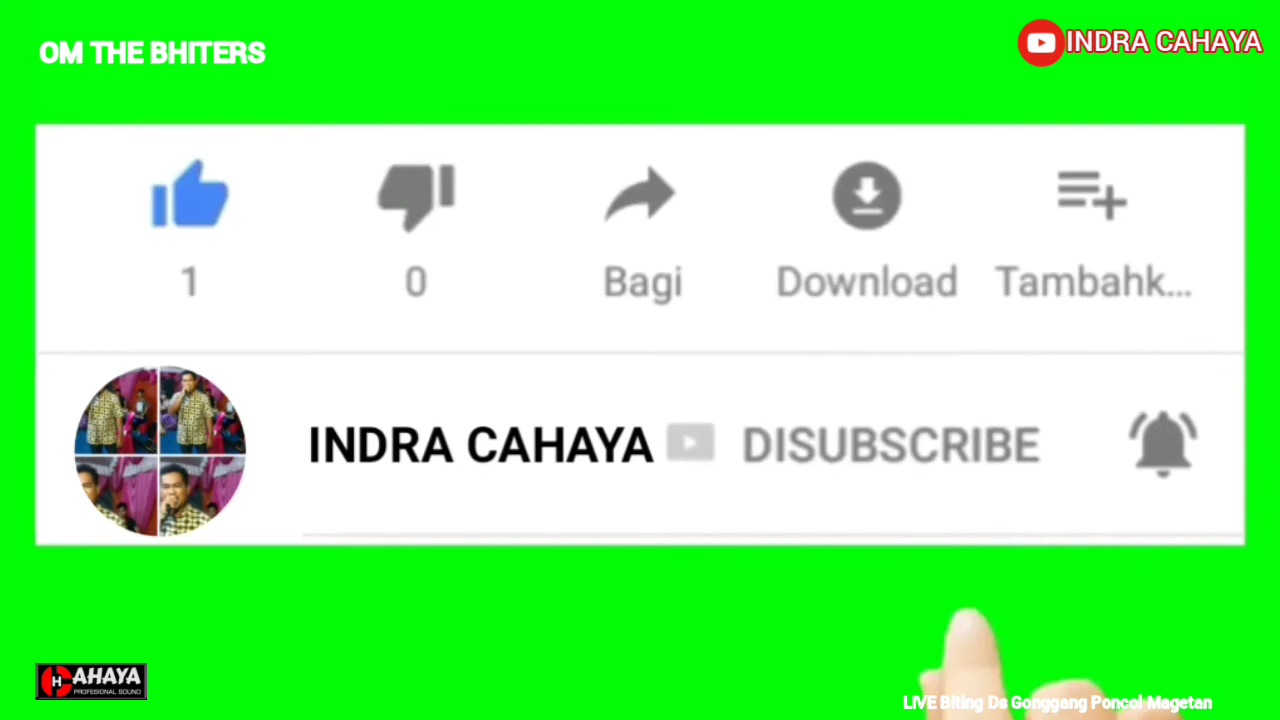 OM THE BHITERS
INDRA CAHAYA
1
0
Bagi
Download
Tambahk...
INDRA CAHAYA
DISUBSCRIBE
H CAHAYA
PROFESIONAL SOUND
LIVE Biting Ds Gonggang Poncol Magetan